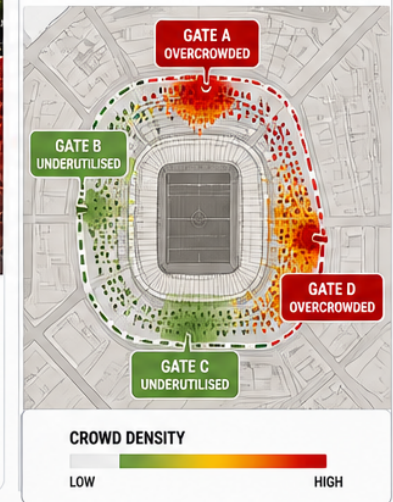 GATE A
OVERCROWDED
GATE B
UNDERUTILISED
GATE D
OVERCROWDED
GATE C
UNDERUTILISED
CROWD DENSITY
LOW
HIGH